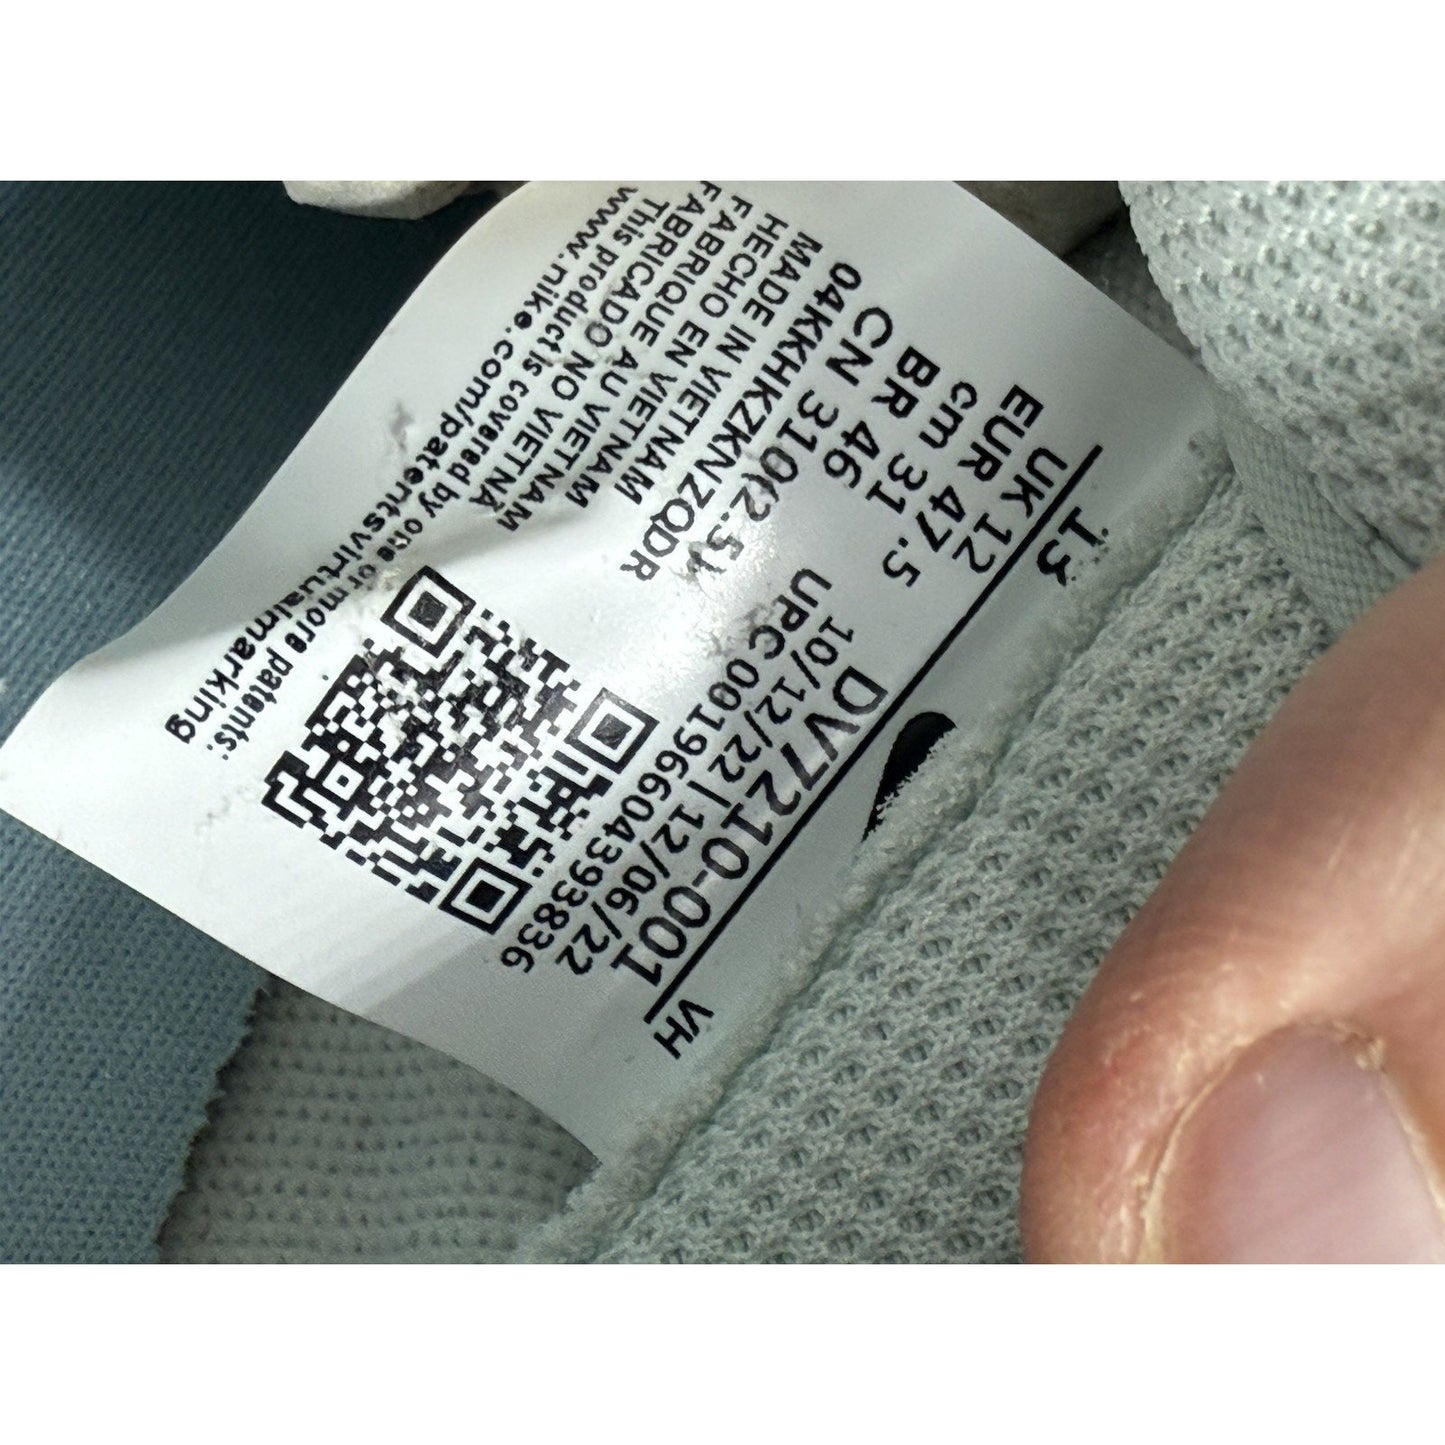 13
UK 12
EUR 47.5
cm 31
BR 46
CN 310(2.5)
04KKHKZKNZQDR
MADE IN VIETNAM
HECHO EN VIETNAM
FABRIQUE AU VIETNAM
FABRICADO NO VIETNÃ
This product is covered by one or more patents.
www.nike.com/patentsvirtualmarking
VH
DV7210-001
10/12/22 | 12/06/22
UPC 00196604393836